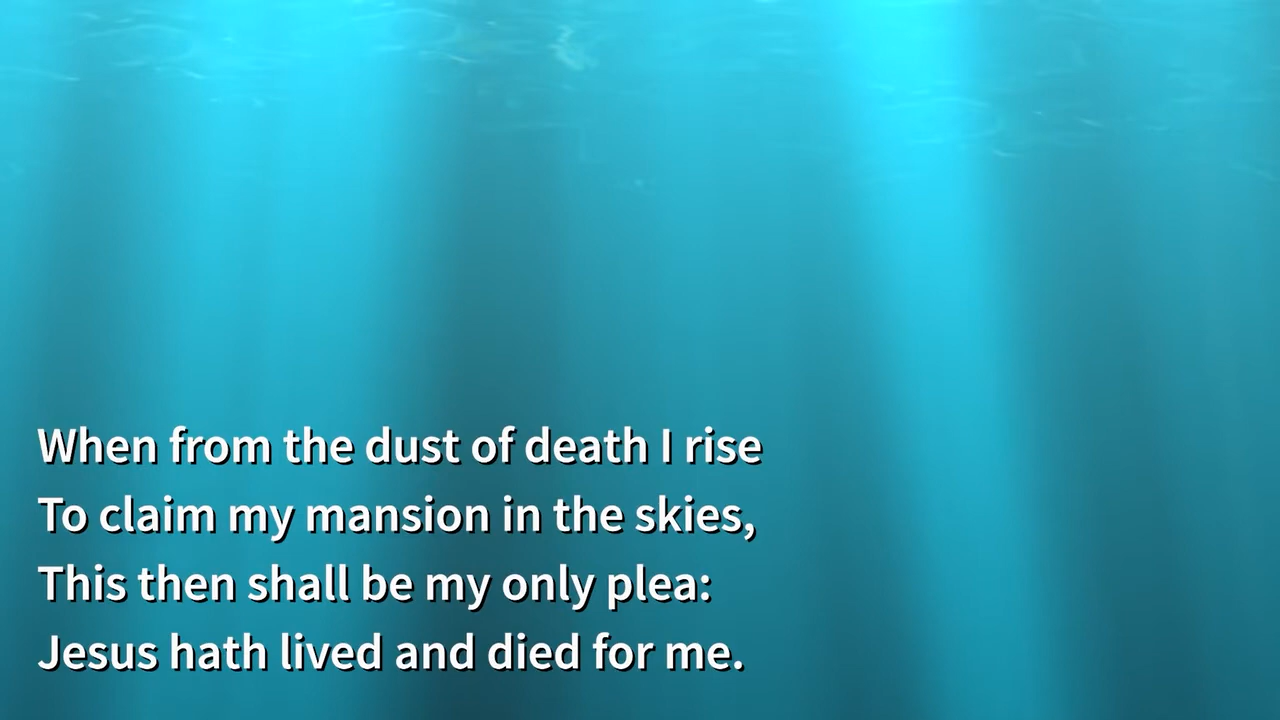 When from the dust of death I rise
To claim my mansion in the skies,
This then shall be my only plea:
Jesus hath lived and died for me.